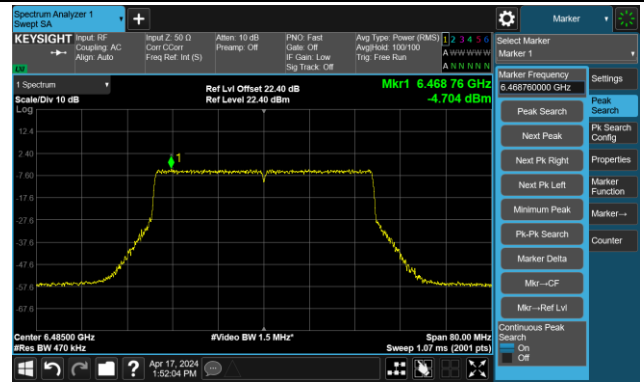 Spectrum Analyzer 1
Swept SA
+
Marker
KEYSIGHT
Input: RF
Coupling: AC
Align: Auto
Input Z: 50 Ω
Corr CCorr
Freq Ref: Int (S)
Atten: 10 dB
Preamp: Off
PNO: Fast
Gate: Off
IF Gain: Low
Sig Track: Off
Avg Type: Power (RMS)
Avg|Hold: 100/100
Trig: Free Run
1 2 3 4 5 6
A W W W W W
A N N N N N
Select Marker
Marker 1
1 Spectrum
Scale/Div 10 dB
Ref Lvl Offset 22.40 dB
Ref Level 22.40 dBm
Mkr1 6.468 76 GHz
-4.704 dBm
Log
12.4
2.40
-7.60
-17.6
-27.6
-37.6
-47.6
-57.6
-67.6
1
Center 6.48500 GHz
#Res BW 470 kHz
#Video BW 1.5 MHz*
Span 80.00 MHz
Sweep 1.07 ms (2001 pts)
Marker Frequency
6.468760000 GHz
Peak Search
Next Peak
Next Pk Right
Next Pk Left
Minimum Peak
Pk-Pk Search
Marker Delta
Mkr→CF
Mkr→Ref Lvl
Continuous Peak
Search
On
Off
Settings
Peak
Search
Pk Search
Config
Properties
Marker
Function
Marker→
Counter
?
Apr 17, 2024
1:52:04 PM